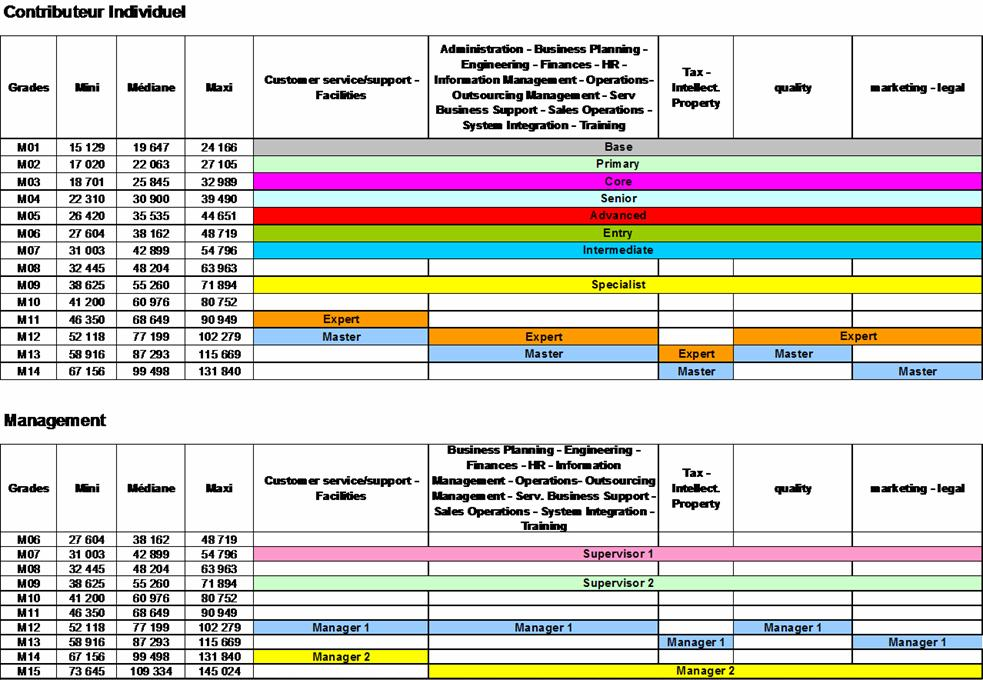 Contributeur Individuel
Grades Mini Médiane Maxi Customer service/support - Facilities Administration - Business Planning - Engineering - Finances - HR - Information Management - Operations- Outsourcing Management - Serv Business Support - Sales Operations - System Integration - Training Tax - Intellect. Property quality marketing - legal
M01 15 129 19 647 24 166 Base
M02 17 020 22 063 27 105 Primary
M03 18 701 25 845 32 989 Core
M04 22 310 30 900 39 490 Senior
M05 26 420 35 535 44 651 Advanced
M06 27 604 38 162 48 719 Entry
M07 31 003 42 899 54 796 Intermediate
M08 32 445 48 204 63 963
M09 38 625 55 260 71 894 Specialist
M10 41 200 60 976 80 752
M11 46 350 68 649 90 949 Expert
M12 52 118 77 199 102 279 Master Expert Expert
M13 58 916 87 293 115 669 Master Expert Master
M14 67 156 99 498 131 840 Master Master
Management
Grades Mini Médiane Maxi Customer service/support - Facilities Business Planning - Engineering - Finances - HR - Information Management - Operations- Outsourcing Management - Serv. Business Support - Sales Operations - System Integration - Training Tax - Intellect. Property quality marketing - legal
M06 27 604 38 162 48 719
M07 31 003 42 899 54 796 Supervisor 1
M08 32 445 48 204 63 963
M09 38 625 55 260 71 894 Supervisor 2
M10 41 200 60 976 80 752
M11 46 350 68 649 90 949
M12 52 118 77 199 102 279 Manager 1 Manager 1 Manager 1
M13 58 916 87 293 115 669 Manager 1 Manager 1
M14 67 156 99 498 131 840 Manager 2
M15 73 645 109 334 145 024 Manager 2